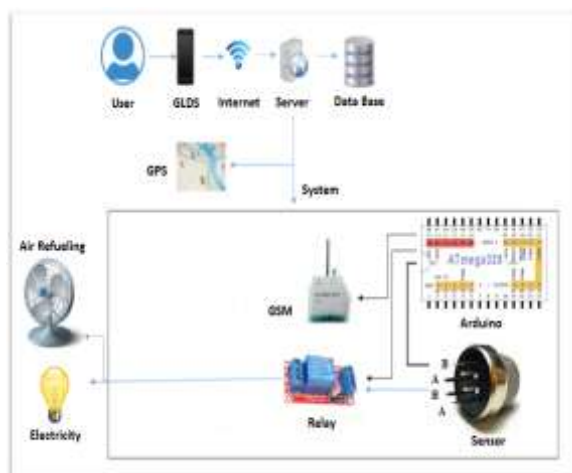 User
GLDS
Internet
Server
Data Base
GPS
System
Air Refueling
GSM
ATmega328
Arduino
B
A
B
A
Relay
Sensor
Electricity